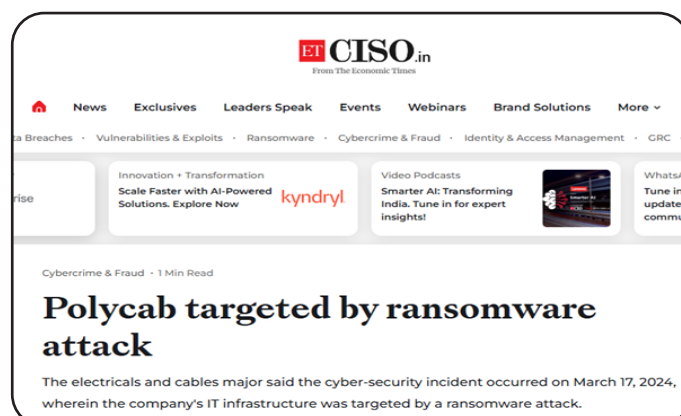 ET CISO.in
From The Economic Times
News Exclusives Leaders Speak Events Webinars Brand Solutions More
ta Breaches · Vulnerabilities & Exploits · Ransomware · Cybercrime & Fraud · Identity & Access Management · GRC
rise
Innovation + Transformation
Scale Faster with AI-Powered
Solutions. Explore Now
kyndryl
Video Podcasts
Smarter AI: Transforming
India. Tune in for expert
insights!
WhatsA
Tune in
update
commu
Cybercrime & Fraud · 1 Min Read
Polycab targeted by ransomware
attack
The electricals and cables major said the cyber-security incident occurred on March 17, 2024,
wherein the company's IT infrastructure was targeted by a ransomware attack.